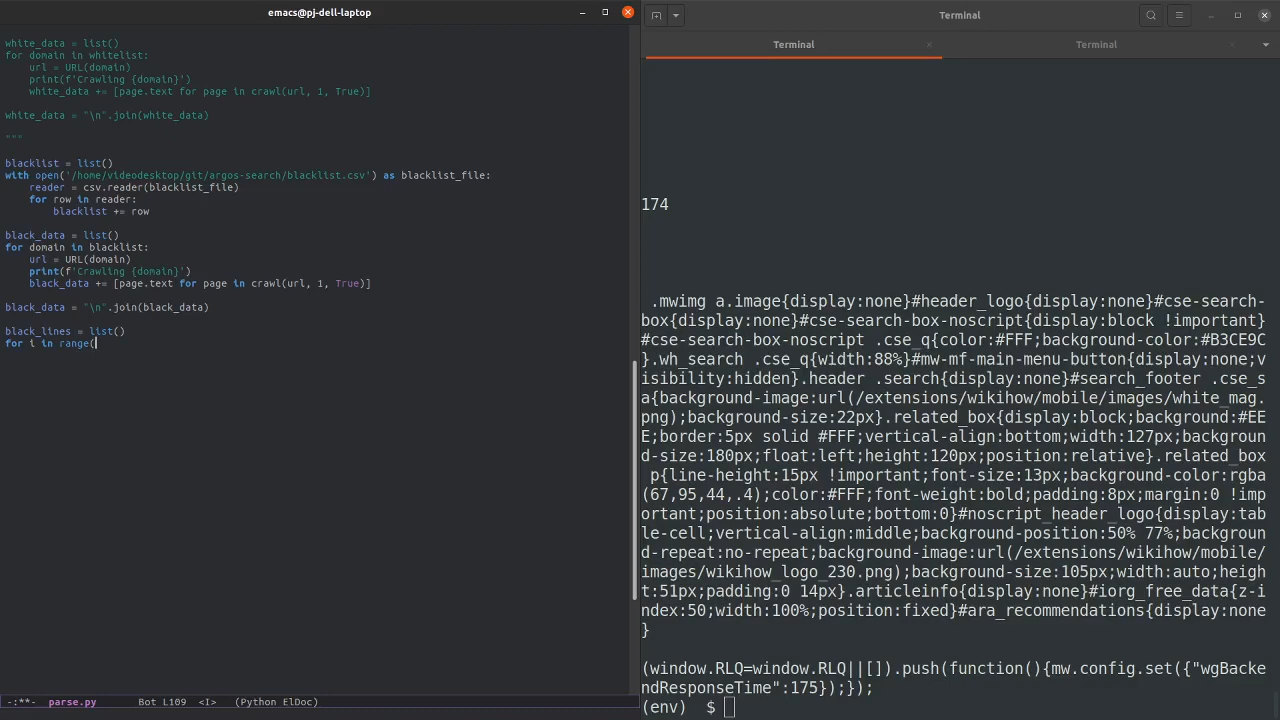 emacs@pj-dell-laptop
white_data = list()
for domain in whitelist:
    url = URL(domain)
    print(f'Crawling {domain}')
    white_data += [page.text for page in crawl(url, 1, True)]
white_data = "\n".join(white_data)
"""
blacklist = list()
with open('/home/videodesktop/git/argos-search/blacklist.csv') as blacklist_file:
    reader = csv.reader(blacklist_file)
    for row in reader:
        blacklist += row
black_data = list()
for domain in blacklist:
    url = URL(domain)
    print(f'Crawling {domain}')
    black_data += [page.text for page in crawl(url, 1, True)]
black_data = "\n".join(black_data)
black_lines = list()
for i in range(
-:**-  parse.py      Bot L109  <I>  (Python ElDoc)
Terminal
Terminal
Terminal
174
 .mwimg a.image{display:none}#header_logo{display:none}#cse-search-
box{display:none}#cse-search-box-noscript{display:block !important}
#cse-search-box-noscript .cse_q{color:#FFF;background-color:#B3CE9C
}.wh_search .cse_q{width:88%}#mw-mf-main-menu-button{display:none;v
isibility:hidden}.header .search{display:none}#search_footer .cse_s
a{background-image:url(/extensions/wikihow/mobile/images/white_mag.
png);background-size:22px}.related_box{display:block;background:#EE
E;border:5px solid #FFF;vertical-align:bottom;width:127px;backgroun
d-size:180px;float:left;height:120px;position:relative}.related_box
 p{line-height:15px !important;font-size:13px;background-color:rgba
(67,95,44,.4);color:#FFF;font-weight:bold;padding:8px;margin:0 !imp
ortant;position:absolute;bottom:0}#noscript_header_logo{display:tab
le-cell;vertical-align:middle;background-position:50% 77%;backgroun
d-repeat:no-repeat;background-image:url(/extensions/wikihow/mobile/
images/wikihow_logo_230.png);background-size:105px;width:auto;heigh
t:51px;padding:0 14px}.articleinfo{display:none}#iorg_free_data{z-i
ndex:50;width:100%;position:fixed}#ara_recommendations{display:none
}
(window.RLQ=window.RLQ||[]).push(function(){mw.config.set({"wgBacke
ndResponseTime":175});});
(env)  $